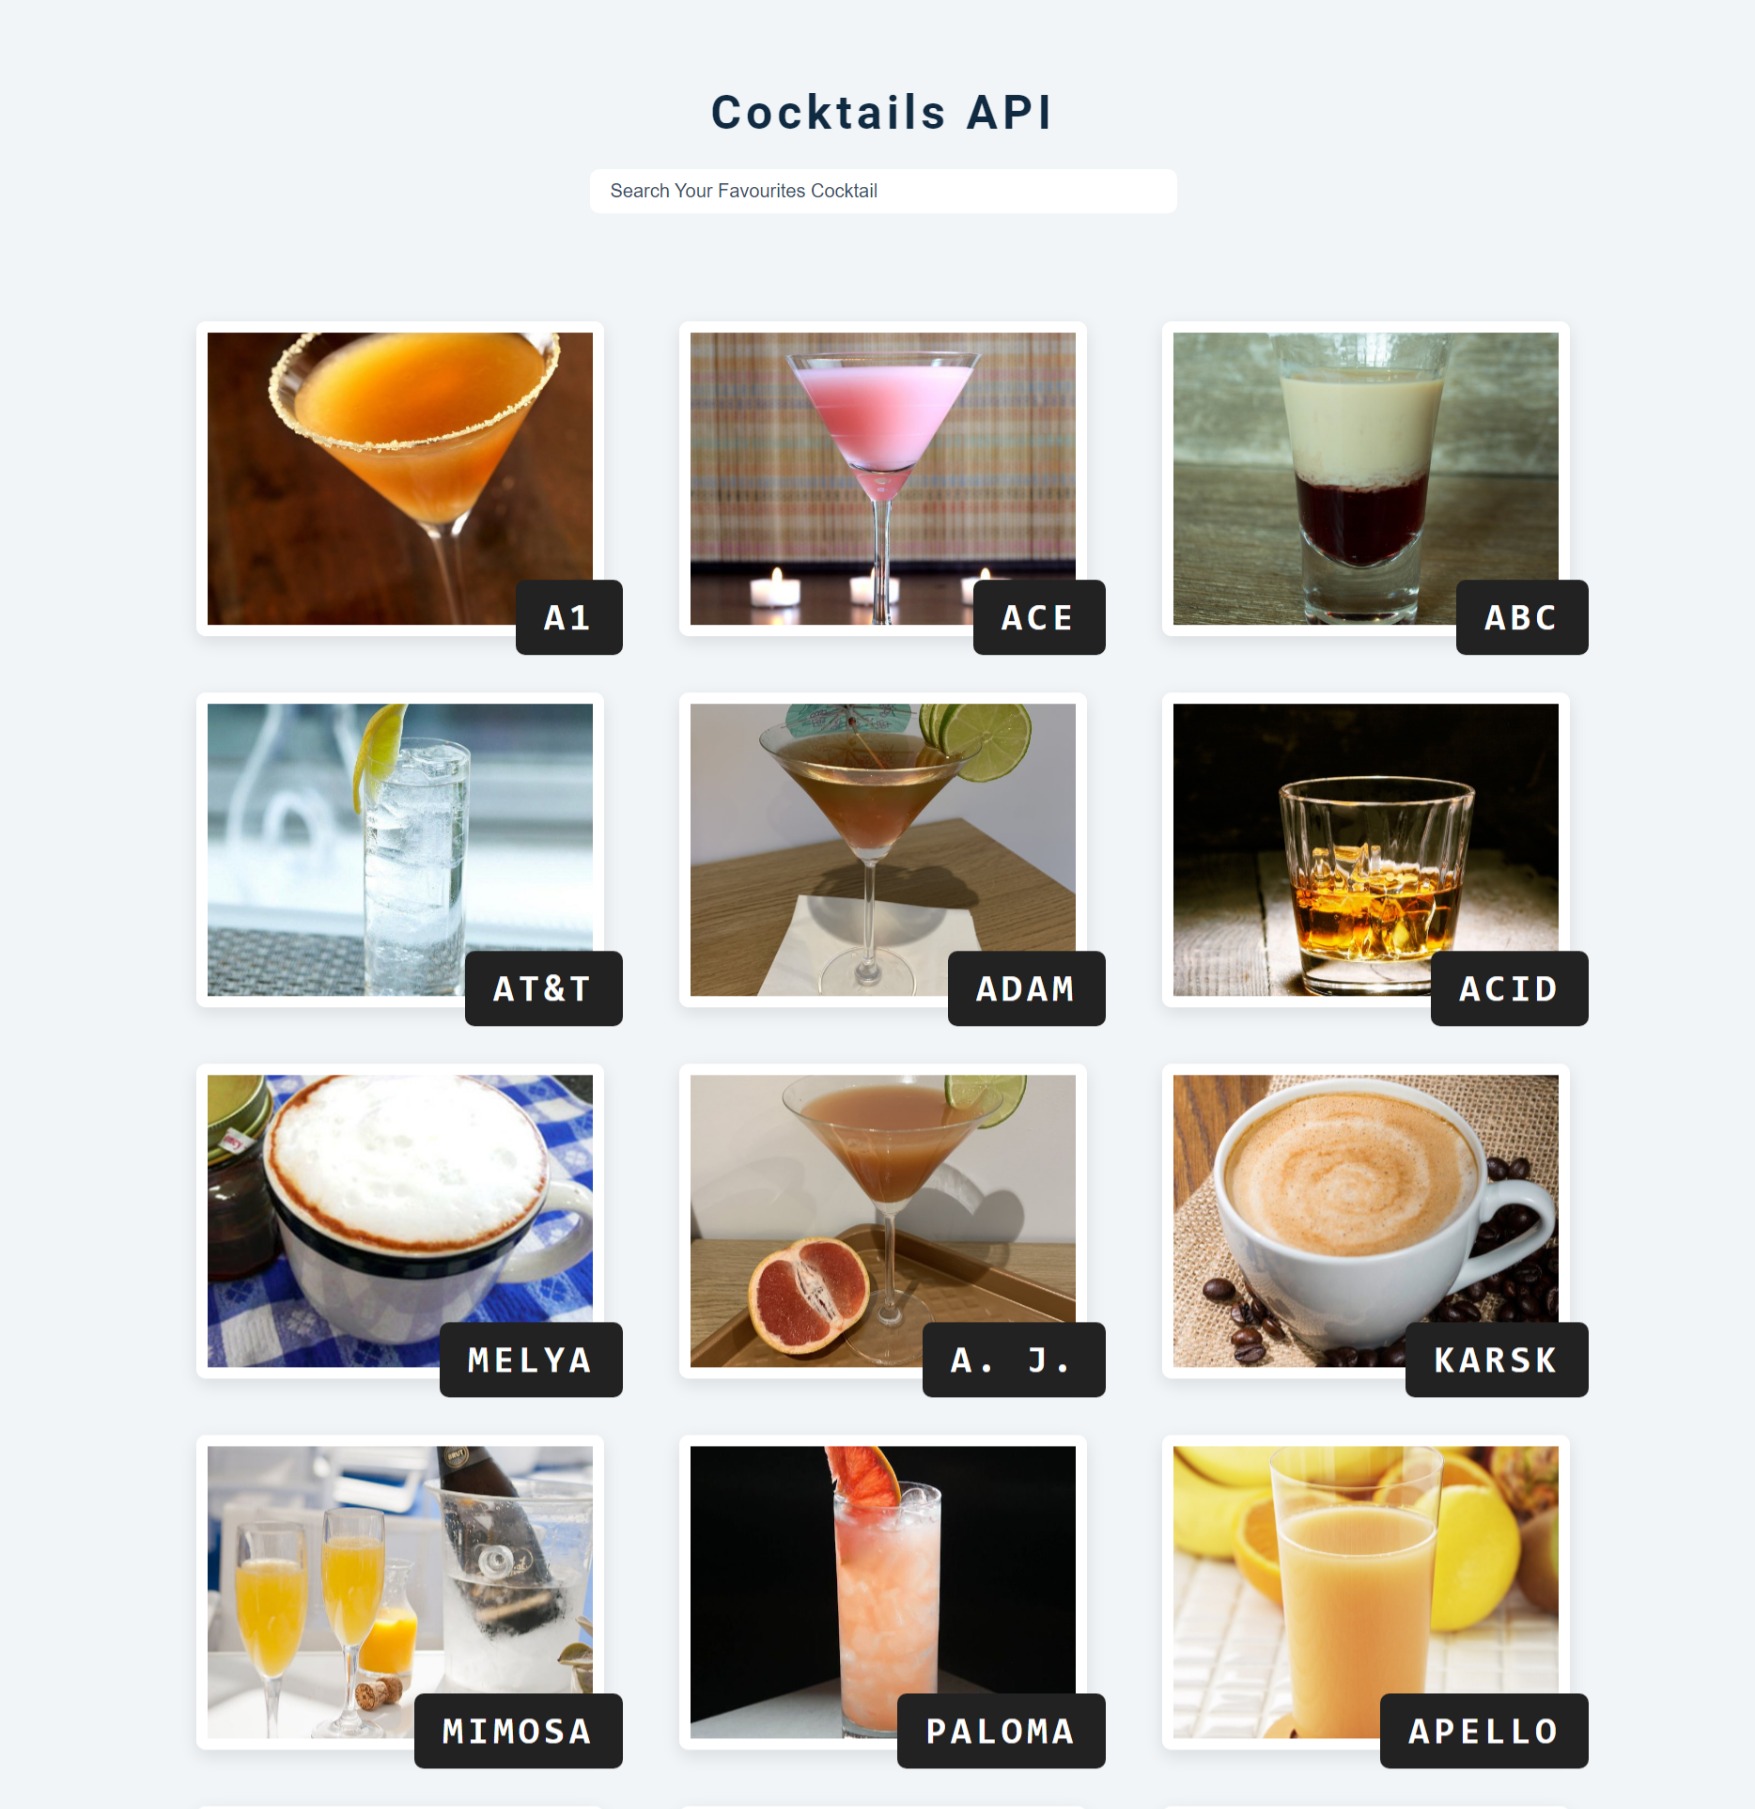 Cocktails API
Search Your Favourites Cocktail
A1
ACE
ABC
AT&T
ADAM
ACID
MELYA
A. J.
KARSK
MIMOSA
PALOMA
APELLO